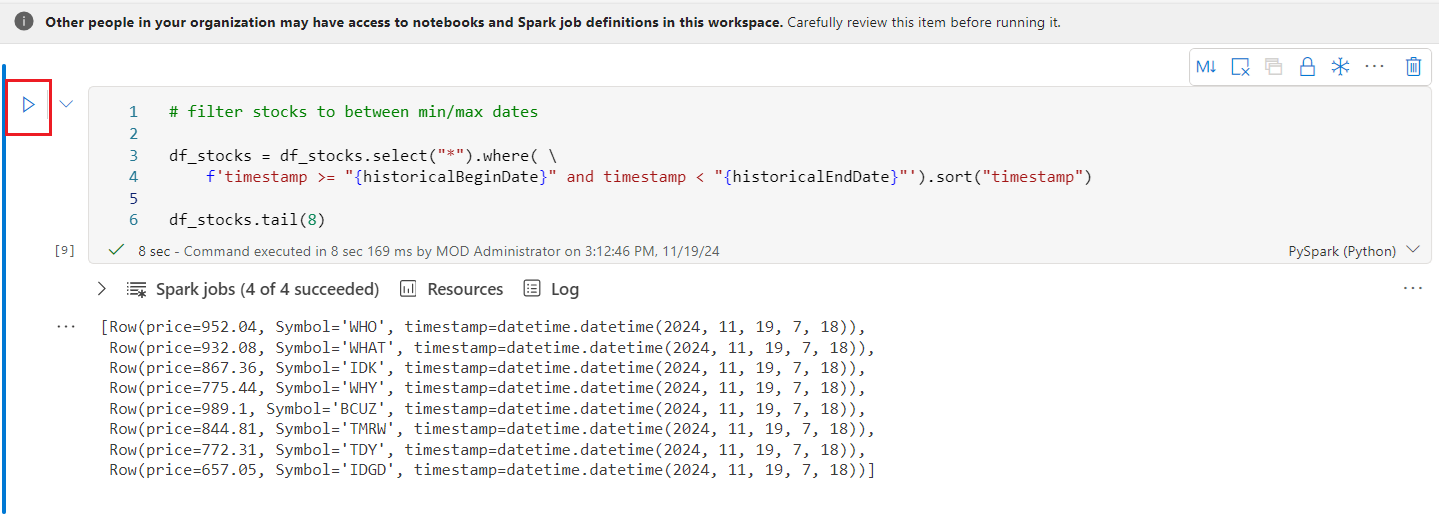 Other people in your organization may have access to notebooks and Spark job definitions in this workspace. Carefully review this item before running it.
M↓
1 # filter stocks to between min/max dates
2
3 df_stocks = df_stocks.select("*").where( \
4 f'timestamp >= "{historicalBeginDate}" and timestamp < "{historicalEndDate}"').sort("timestamp")
5
6 df_stocks.tail(8)
[9] 8 sec - Command executed in 8 sec 169 ms by MOD Administrator on 3:12:46 PM, 11/19/24 PySpark (Python)
Spark jobs (4 of 4 succeeded) Resources Log
[Row(price=952.04, Symbol='WHO', timestamp=datetime.datetime(2024, 11, 19, 7, 18)),
Row(price=932.08, Symbol='WHAT', timestamp=datetime.datetime(2024, 11, 19, 7, 18)),
Row(price=867.36, Symbol='IDK', timestamp=datetime.datetime(2024, 11, 19, 7, 18)),
Row(price=775.44, Symbol='WHY', timestamp=datetime.datetime(2024, 11, 19, 7, 18)),
Row(price=989.1, Symbol='BCUZ', timestamp=datetime.datetime(2024, 11, 19, 7, 18)),
Row(price=844.81, Symbol='TMRW', timestamp=datetime.datetime(2024, 11, 19, 7, 18)),
Row(price=772.31, Symbol='TDY', timestamp=datetime.datetime(2024, 11, 19, 7, 18)),
Row(price=657.05, Symbol='IDGD', timestamp=datetime.datetime(2024, 11, 19, 7, 18))]